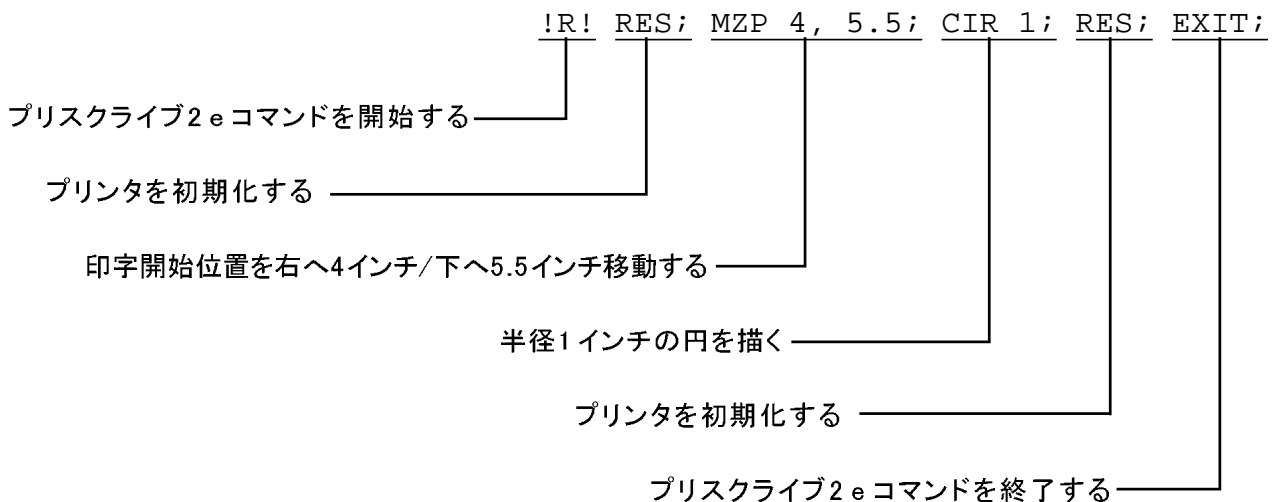 !R! RES; MZP 4, 5.5; CIR 1; RES; EXIT;
プリスクライブ2eコマンドを開始する
プリンタを初期化する
印字開始位置を右へ4インチ/下へ5.5インチ移動する
半径1インチの円を描く
プリンタを初期化する
プリスクライブ2eコマンドを終了する